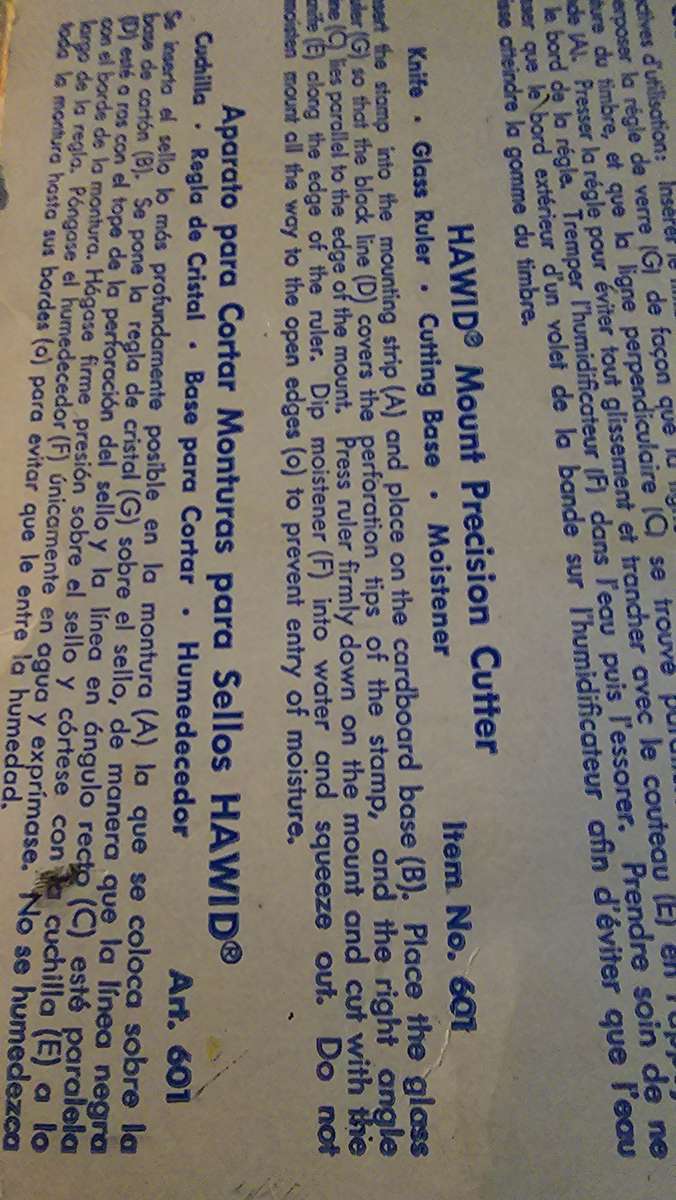 ctives d'utilisation: Insérer le
erposer la règle de verre (G) de façon que la
ture du timbre, et que la ligne perpendiculaire (C) se trouve
(A). Presser la règle pour éviter tout glissement et trancher avec le couteau (E) en
le bord de la règle. Tremper l'humidificateur (F) dans l'eau puis l'essorer. Prendre soin de ne
ser que le bord extérieur d'un volet de la bande sur l'humidificateur afin d'éviter que l'eau
sse atteindre la gomme du timbre.
HAWID® Mount Precision Cutter Item No. 601
Knife • Glass Ruler • Cutting Base • Moistener
sert the stamp into the mounting strip (A) and place on the cardboard base (B). Place the glass
uler (G) so that the black line (D) covers the perforation tips of the stamp, and the right angle
ne (C) lies parallel to the edge of the mount. Press ruler firmly down on the mount and cut with the
nife (E) along the edge of the ruler. Dip moistener (F) into water and squeeze out. Do not
moisten mount all the way to the open edges (o) to prevent entry of moisture.
Aparato para Cortar Monturas para Sellos HAWID® Art. 601
Cuchilla • Regla de Cristal • Base para Cortar • Humedecedor
Se inserta el sello lo más profundamente posible en la montura (A) la que se coloca sobre la
base de cartón (B). Se pone la regla de cristal (G) sobre el sello, de manera que la línea negra
(D) esté a ras con el tope de la perforación del sello y la línea en ángulo recto (C) esté paralela
con el borde de la montura. Hágase firme presión sobre el sello y córtese con cuchilla (E) a lo
largo de la regla. Póngase el humedecedor (F) únicamente en agua y exprímase. No se humedezca
toda la montura hasta sus bordes (o) para evitar que le entre la humedad.